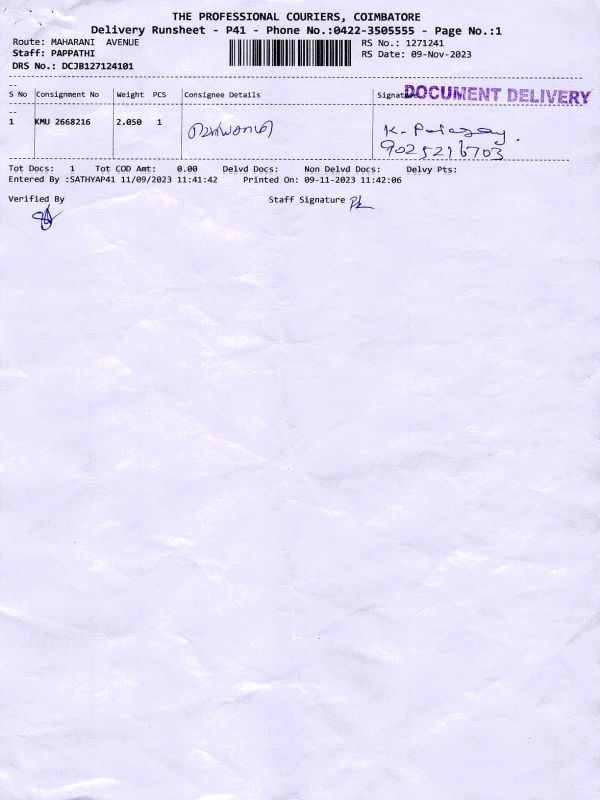 THE PROFESSIONAL COURIERS, COIMBATORE
Delivery Runsheet - P41 - Phone No.:0422-3505555 - Page No.:1
Route: MAHARANI AVENUE
RS No.: 1271241
Staff: PAPPATHI
RS Date: 09-Nov-2023
DRS No.: DCJB127124101
DOCUMENT DELIVERY
S No Consignment No Weight PCS Consignee Details Signature
1 KMU 2668216 2.050 1
9025216703
Tot Docs: 1 Tot COD Amt: 0.00 Delvd Docs: Non Delvd Docs: Delvy Pts:
Entered By :SATHYAP41 11/09/2023 11:41:42 Printed On: 09-11-2023 11:42:06
Verified By Staff Signature